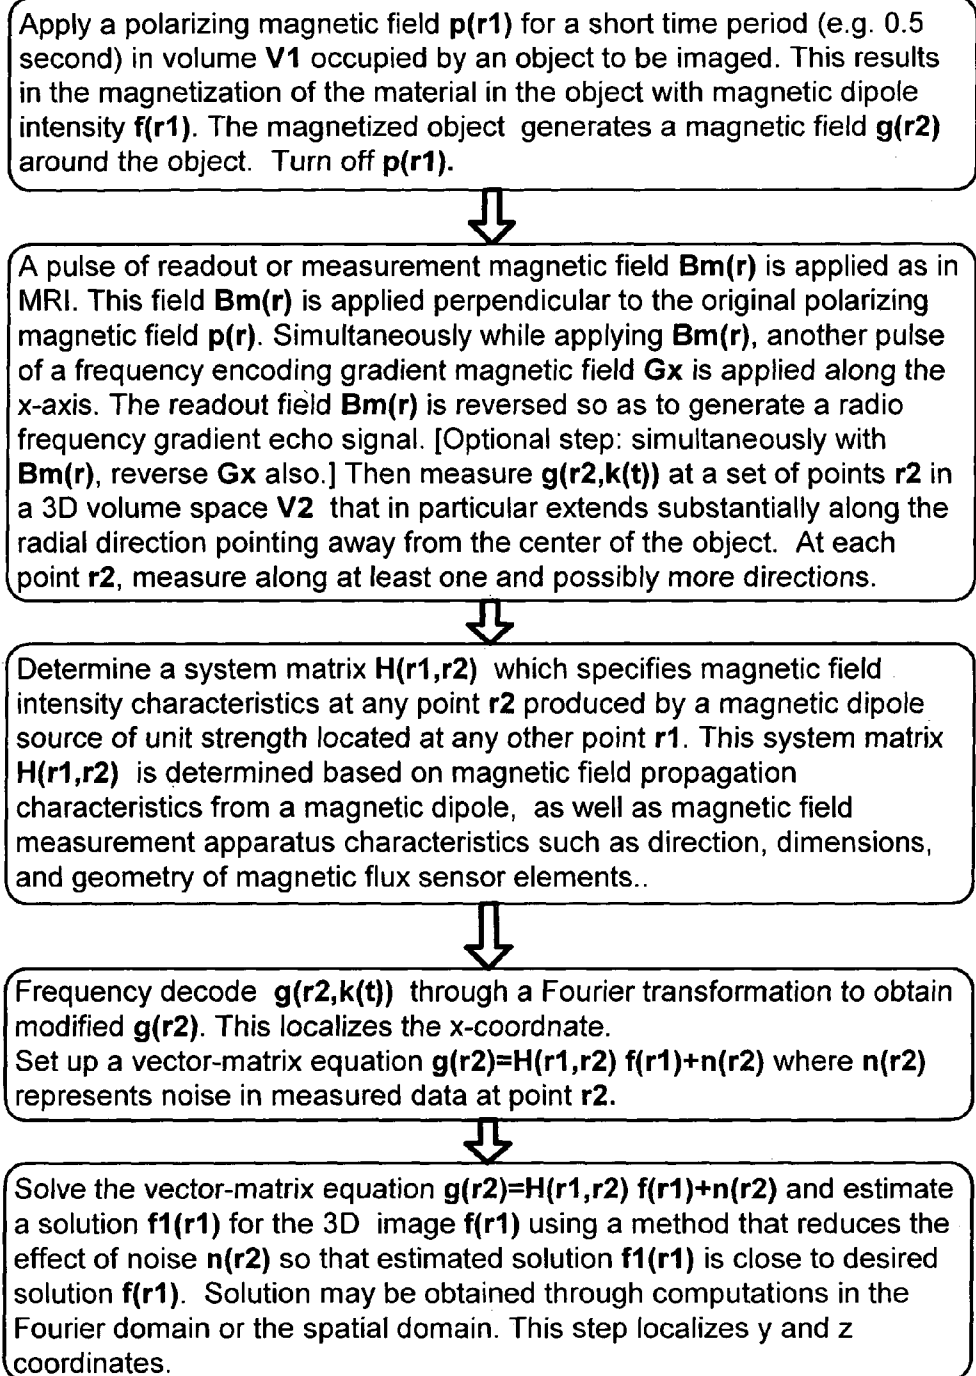 Apply a polarizing magnetic field p(r1) for a short time period (e.g. 0.5
second) in volume V1 occupied by an object to be imaged. This results
in the magnetization of the material in the object with magnetic dipole
intensity f(r1). The magnetized object generates a magnetic field g(r2)
around the object. Turn off p(r1).
A pulse of readout or measurement magnetic field Bm(r) is applied as in
MRI. This field Bm(r) is applied perpendicular to the original polarizing
magnetic field p(r). Simultaneously while applying Bm(r), another pulse
of a frequency encoding gradient magnetic field Gx is applied along the
x-axis. The readout field Bm(r) is reversed so as to generate a radio
frequency gradient echo signal. [Optional step: simultaneously with
Bm(r), reverse Gx also.] Then measure g(r2,k(t)) at a set of points r2 in
a 3D volume space V2 that in particular extends substantially along the
radial direction pointing away from the center of the object. At each
point r2, measure along at least one and possibly more directions.
Determine a system matrix H(r1,r2) which specifies magnetic field
intensity characteristics at any point r2 produced by a magnetic dipole
source of unit strength located at any other point r1. This system matrix
H(r1,r2) is determined based on magnetic field propagation
characteristics from a magnetic dipole, as well as magnetic field
measurement apparatus characteristics such as direction, dimensions,
and geometry of magnetic flux sensor elements..
Frequency decode g(r2,k(t)) through a Fourier transformation to obtain
modified g(r2). This localizes the x-coordnate.
Set up a vector-matrix equation g(r2)=H(r1,r2) f(r1)+n(r2) where n(r2)
represents noise in measured data at point r2.
Solve the vector-matrix equation g(r2)=H(r1,r2) f(r1)+n(r2) and estimate
a solution f1(r1) for the 3D image f(r1) using a method that reduces the
effect of noise n(r2) so that estimated solution f1(r1) is close to desired
solution f(r1). Solution may be obtained through computations in the
Fourier domain or the spatial domain. This step localizes y and z
coordinates.